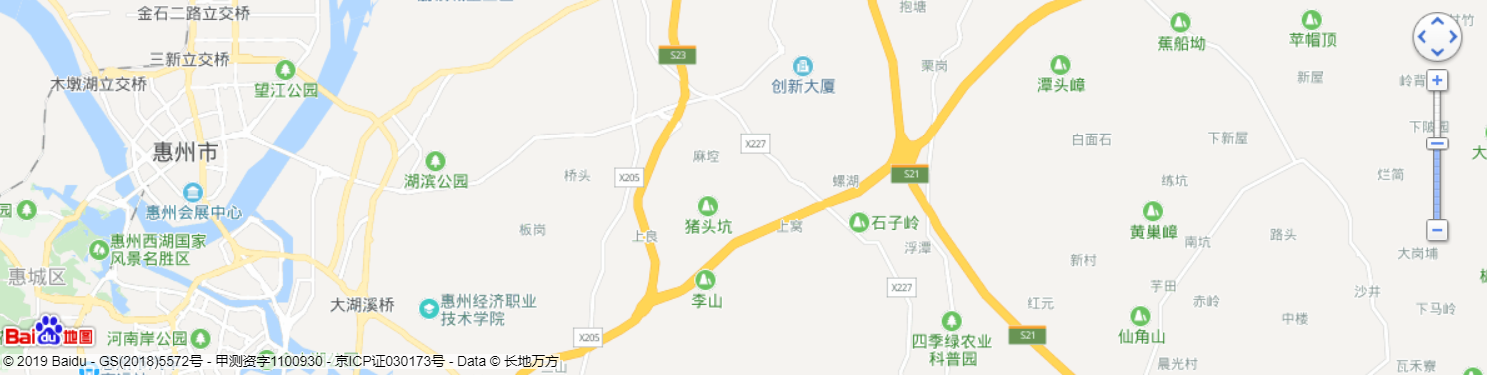 金石二路立交桥
抱塘
蕉船坳
苹帽顶
甘竹
三新立交桥
S23
木墩湖立交桥
望江公园
创新大厦
栗岗
潭头嶂
新屋
岭背
下陂园
白面石
下新屋
X227
惠州市
麻埪
湖滨公园
桥头
X205
螺湖
S21
练坑
烂简
大
惠州会展中心
园
猪头坑
石子岭
上窝
黄巢嶂
板岗
上良
浮潭
南坑
路头
大岗埔
惠州西湖国家
风景名胜区
惠城区
新村
X227
芋田
赤岭
沙井
李山
大湖溪桥
惠州经济职业
技术学院
红元
下马岭
中楼
仙角山
S21
Bai du 地图
河南岸公园
X205
四季绿农业
科普园
晨光村
瓦禾寮
© 2019 Baidu - GS(2018)5572号 - 甲测资字1100930 - 京ICP证030173号 - Data © 长地万方